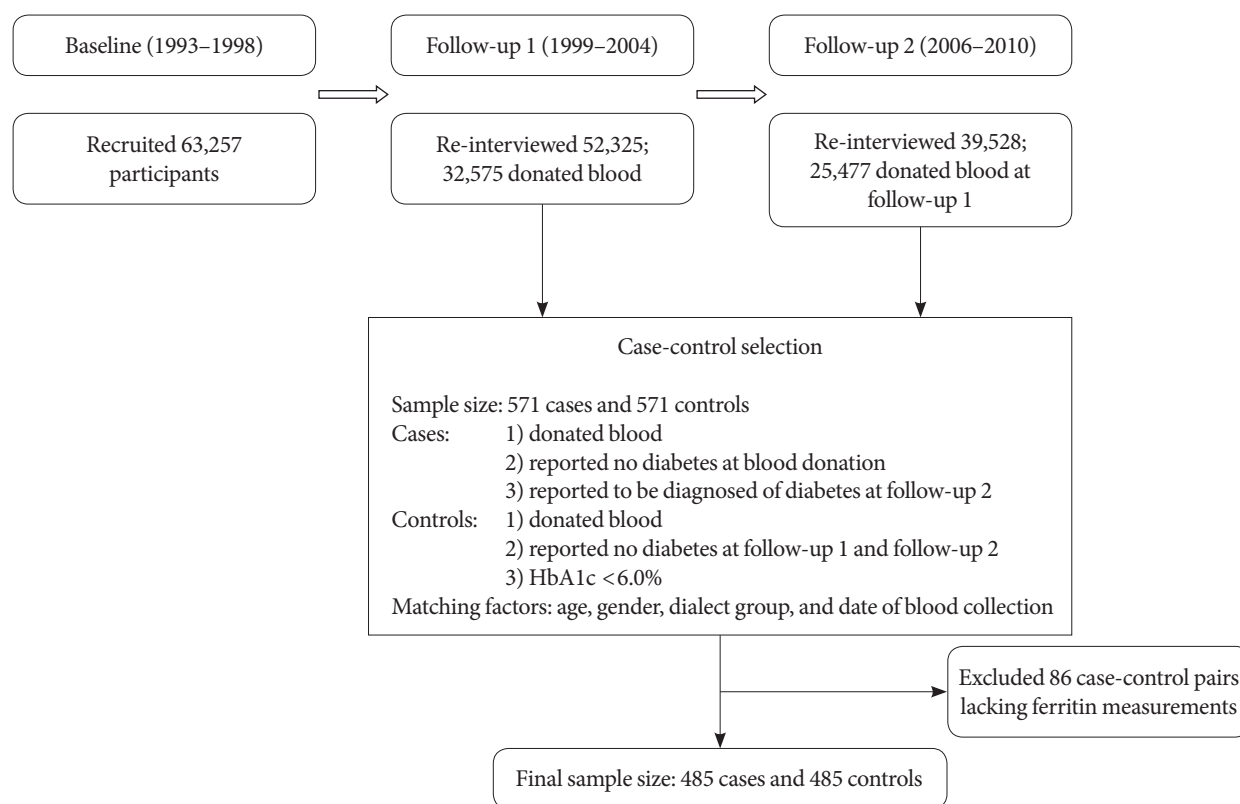 Baseline (1993–1998)
Follow-up 1 (1999–2004)
Follow-up 2 (2006–2010)
Recruited 63,257
participants
Re-interviewed 52,325;
32,575 donated blood
Re-interviewed 39,528;
25,477 donated blood at
follow-up 1
Case-control selection
Sample size: 571 cases and 571 controls
Cases: 1) donated blood
2) reported no diabetes at blood donation
3) reported to be diagnosed of diabetes at follow-up 2
Controls: 1) donated blood
2) reported no diabetes at follow-up 1 and follow-up 2
3) HbA1c <6.0%
Matching factors: age, gender, dialect group, and date of blood collection
Excluded 86 case-control pairs
lacking ferritin measurements
Final sample size: 485 cases and 485 controls